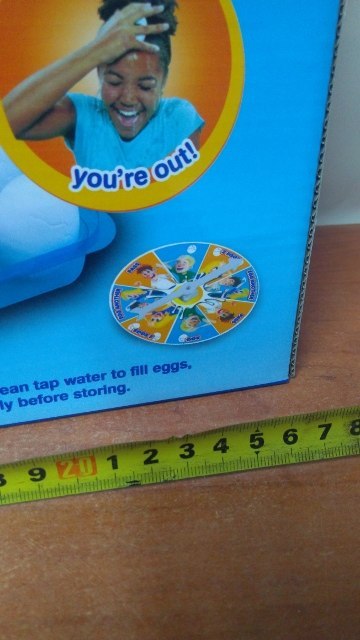 you're out!
ean tap water to fill eggs,
ly before storing.
8 9 20 1 2 3 4 5 6 7 8